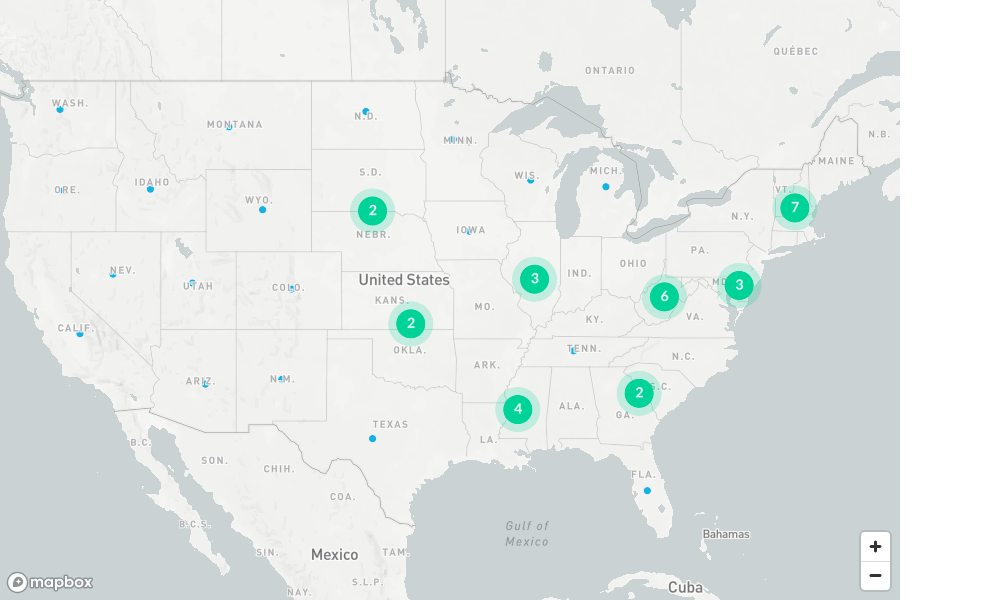 QUÉBEC
ONTARIO
WASH.
MONTANA
N.D.
MINN.
N.B.
MAINE
ORE.
IDAHO
WYO.
S.D.
WIS.
MICH.
VT.
N.Y.
2
7
NEBR.
IOWA
PA.
NEV.
UTAH
COLO.
United States
3
IND.
OHIO
6
3
KANS.
MO.
KY.
VA.
CALIF.
2
OKLA.
TENN.
N.C.
ARIZ.
N.M.
ARK.
2
S.C.
4
ALA.
GA.
TEXAS
LA.
B.C.
SON.
CHIH.
COA.
FLA.
B.C.S.
Gulf of
Mexico
Bahamas
SIN.
Mexico
TAM.
S.L.P.
NAY.
Cuba
mapbox
+
−